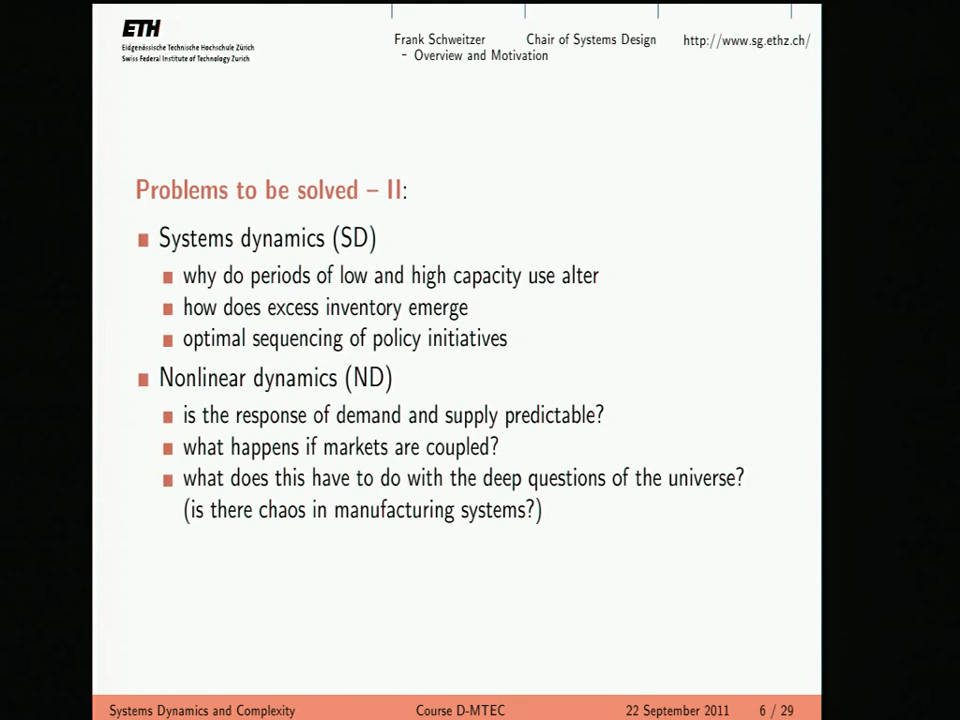 ETH
Eidgenössische Technische Hochschule Zürich
Swiss Federal Institute of Technology Zurich
Frank Schweitzer Chair of Systems Design http://www.sg.ethz.ch/
– Overview and Motivation
Problems to be solved – II:
Systems dynamics (SD)
why do periods of low and high capacity use alter
how does excess inventory emerge
optimal sequencing of policy initiatives
Nonlinear dynamics (ND)
is the response of demand and supply predictable?
what happens if markets are coupled?
what does this have to do with the deep questions of the universe?
(is there chaos in manufacturing systems?)
Systems Dynamics and Complexity Course D-MTEC 22 September 2011 6 / 29